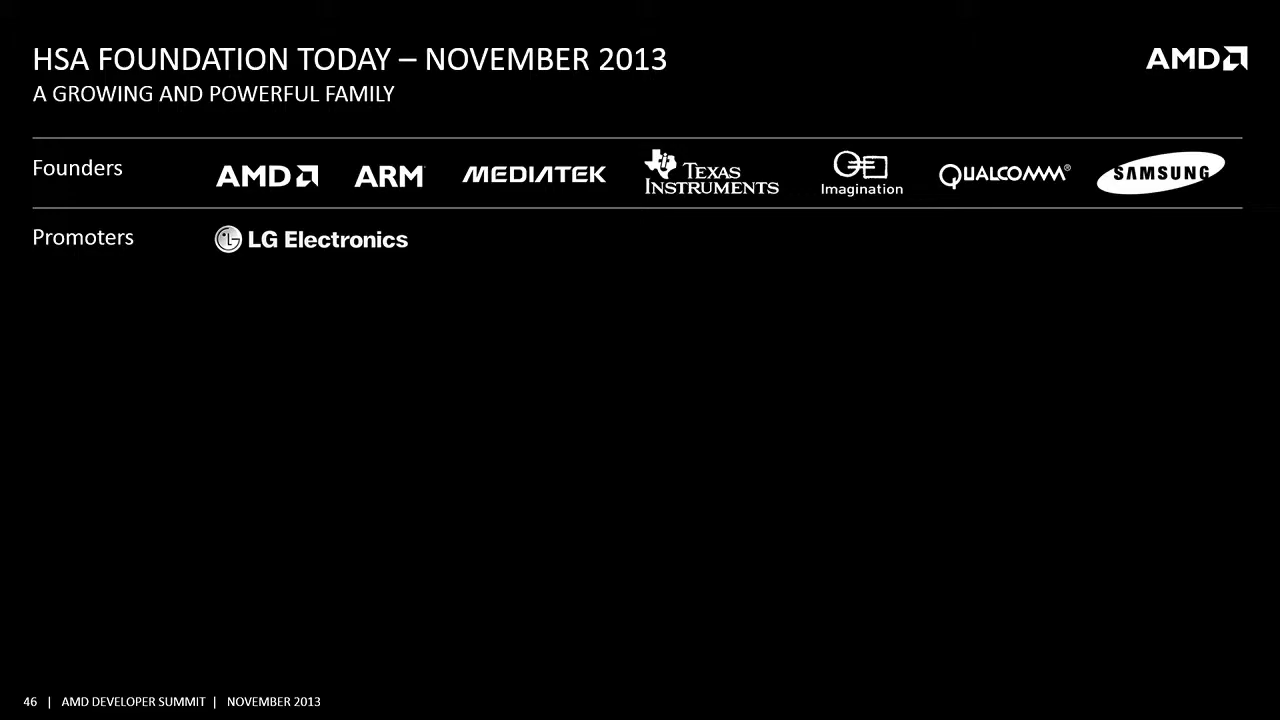 HSA FOUNDATION TODAY – NOVEMBER 2013
AMD
A GROWING AND POWERFUL FAMILY
Founders
AMD
ARM
MEDIATEK
TEXAS INSTRUMENTS
Imagination
QUALCOMM®
SAMSUNG
Promoters
LG Electronics
46 | AMD DEVELOPER SUMMIT | NOVEMBER 2013